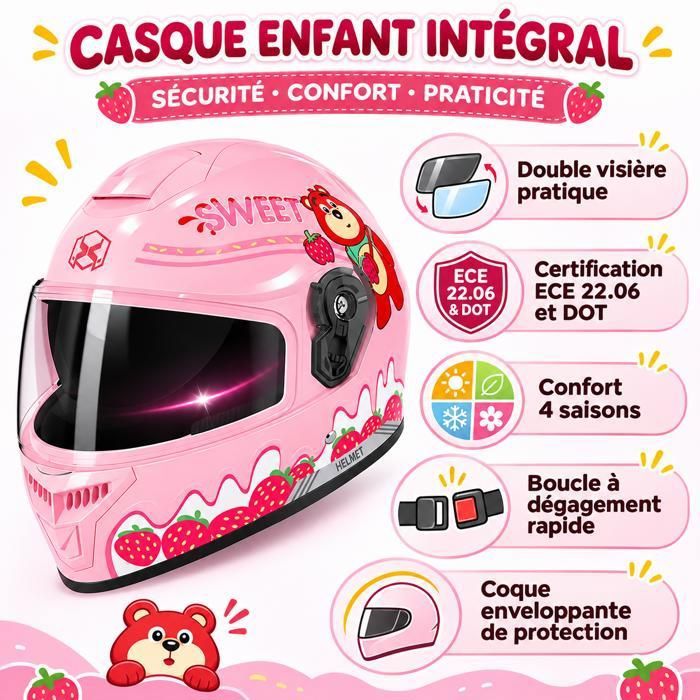 CASQUE ENFANT INTÉGRAL
SÉCURITÉ · CONFORT · PRATICITÉ
SWEET
HELMET
Double visière
pratique
ECE
22.06
& DOT
Certification
ECE 22.06
et DOT
Confort
4 saisons
Boucle à
dégagement
rapide
Coque
enveloppante
de protection